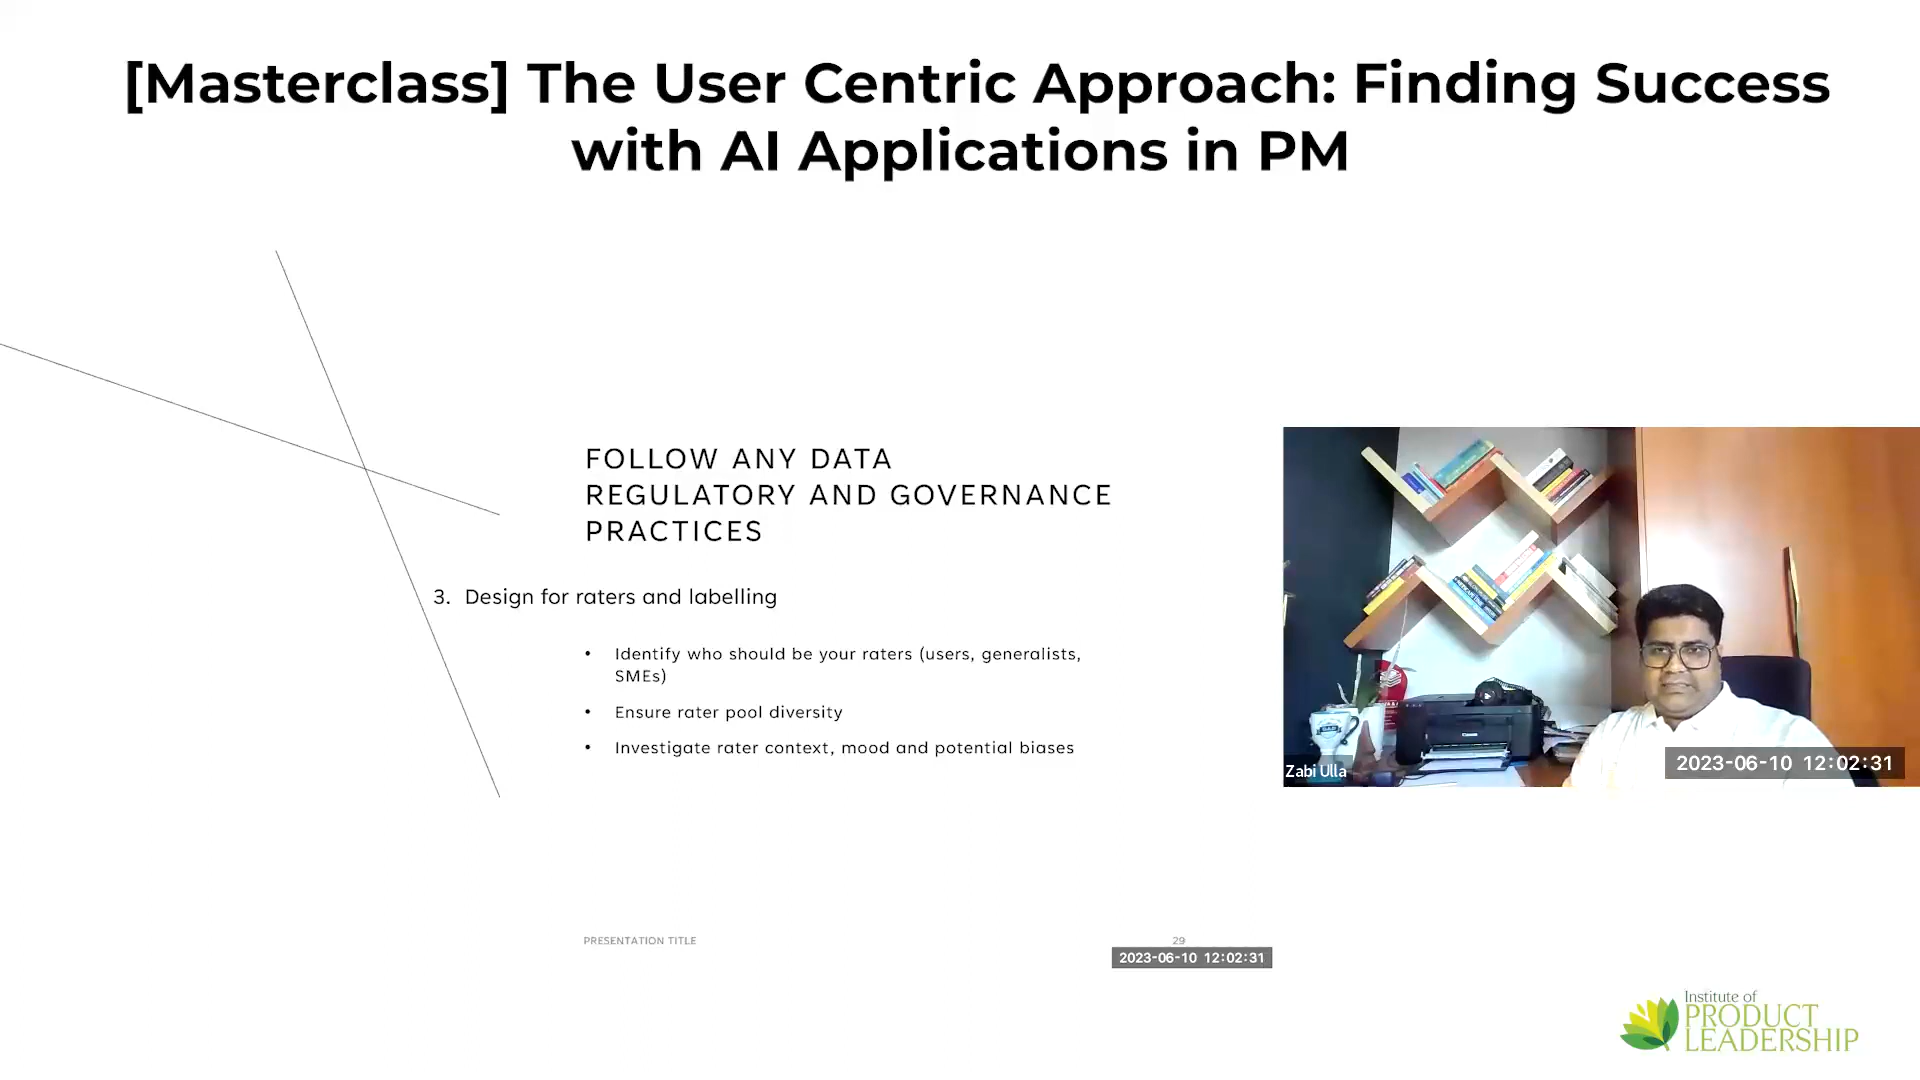 [Masterclass] The User Centric Approach: Finding Success
with AI Applications in PM
FOLLOW ANY DATA
REGULATORY AND GOVERNANCE
PRACTICES
3. Design for raters and labelling
• Identify who should be your raters (users, generalists,
SMEs)
• Ensure rater pool diversity
• Investigate rater context, mood and potential biases
Zabi Ulla
2023-06-10 12:02:31
PRESENTATION TITLE
29
2023-06-10 12:02:31
Institute of
PRODUCT
LEADERSHIP